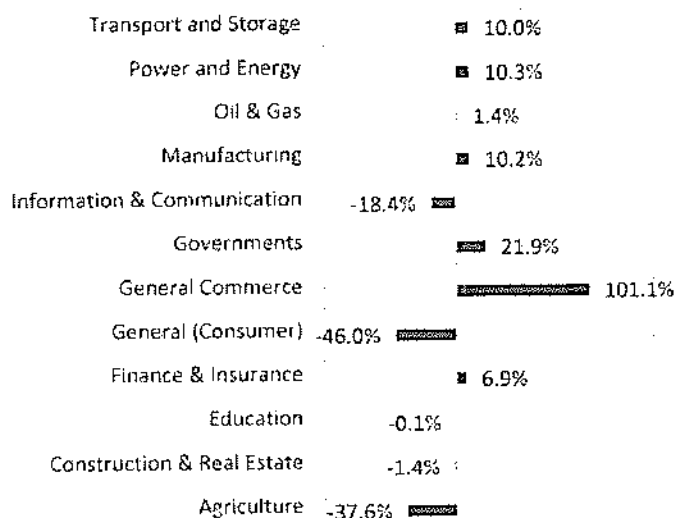 Transport and Storage 10.0%
Power and Energy 10.3%
Oil & Gas 1.4%
Manufacturing 10.2%
Information & Communication -18.4%
Governments 21.9%
General Commerce 101.1%
General (Consumer) -46.0%
Finance & Insurance 6.9%
Education -0.1%
Construction & Real Estate -1.4%
Agriculture -37.6%